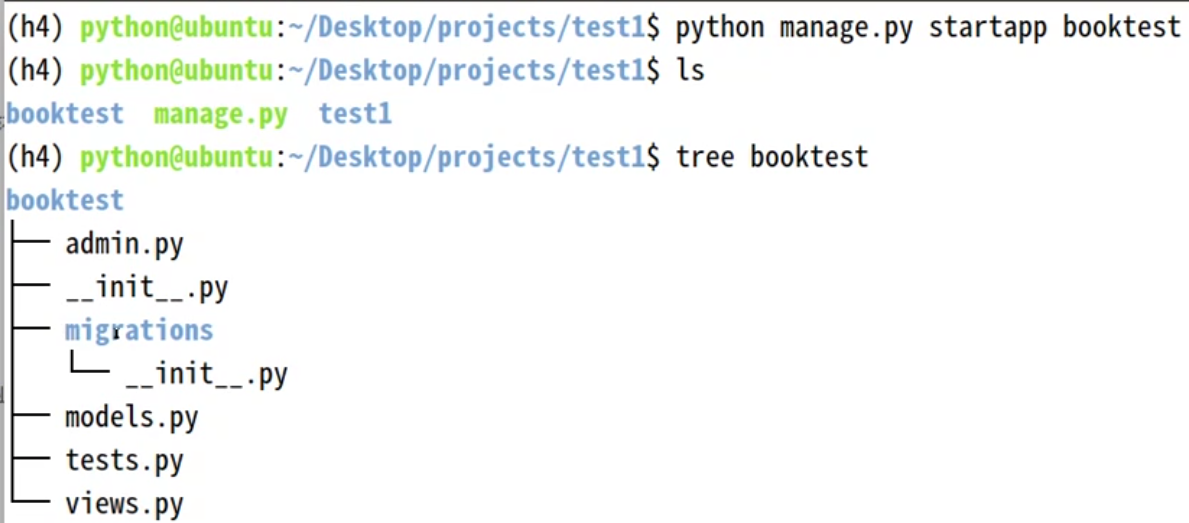 (h4) python@ubuntu:~/Desktop/projects/test1$ python manage.py startapp booktest
(h4) python@ubuntu:~/Desktop/projects/test1$ ls
booktest  manage.py  test1
(h4) python@ubuntu:~/Desktop/projects/test1$ tree booktest
booktest
├── admin.py
├── __init__.py
├── migrations
│   └── __init__.py
├── models.py
├── tests.py
└── views.py